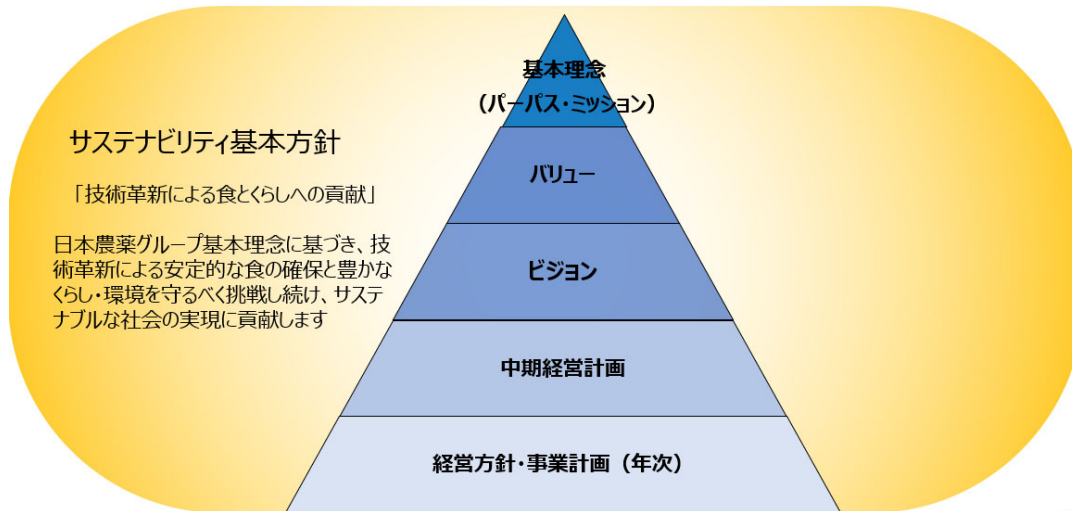 サステナビリティ基本方針
「技術革新による食とくらしへの貢献」
日本農薬グループ基本理念に基づき、技
術革新による安定的な食の確保と豊かな
くらし・環境を守るべく挑戦し続け、サステ
ナブルな社会の実現に貢献します
基本理念
（パーパス・ミッション）
バリュー
ビジョン
中期経営計画
経営方針・事業計画（年次）